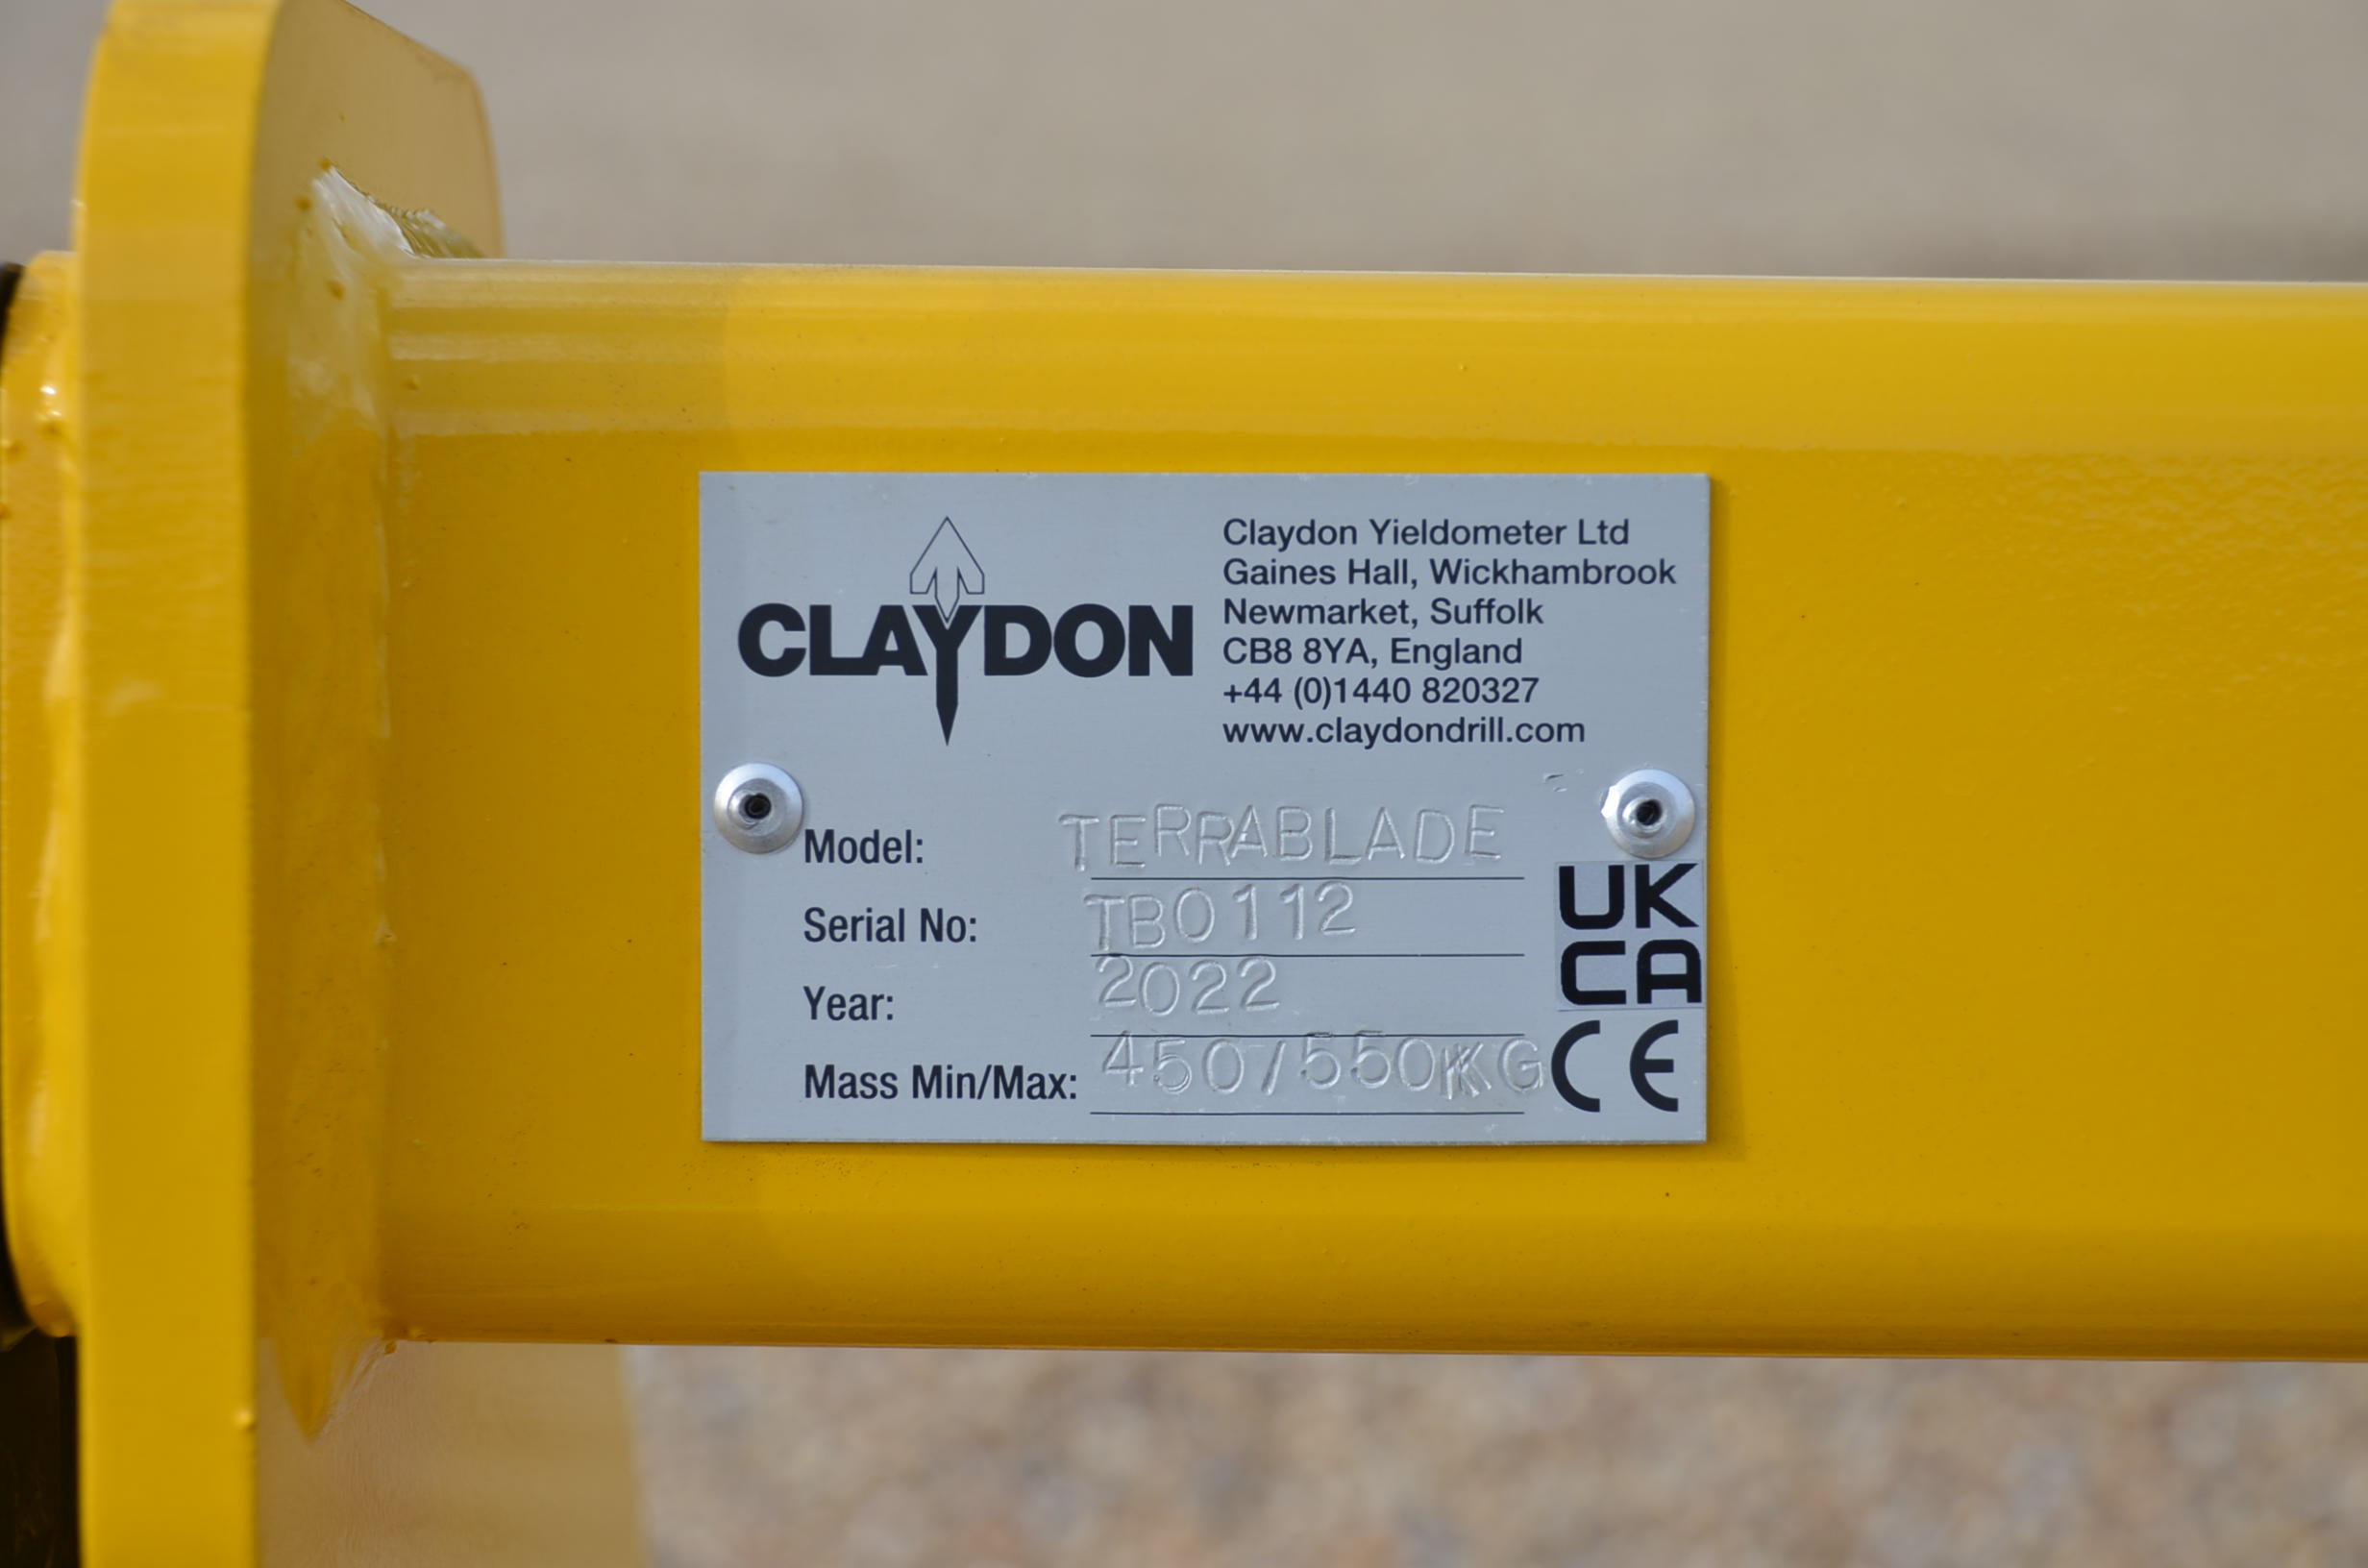 CLAYDON
Claydon Yieldometer Ltd
Gaines Hall, Wickhambrook
Newmarket, Suffolk
CB8 8YA, England
+44 (0)1440 820327
www.claydondrill.com
Model: TERRABLADE
Serial No: TB0112
Year: 2022
Mass Min/Max: 450/550KG
UK
CA
CE